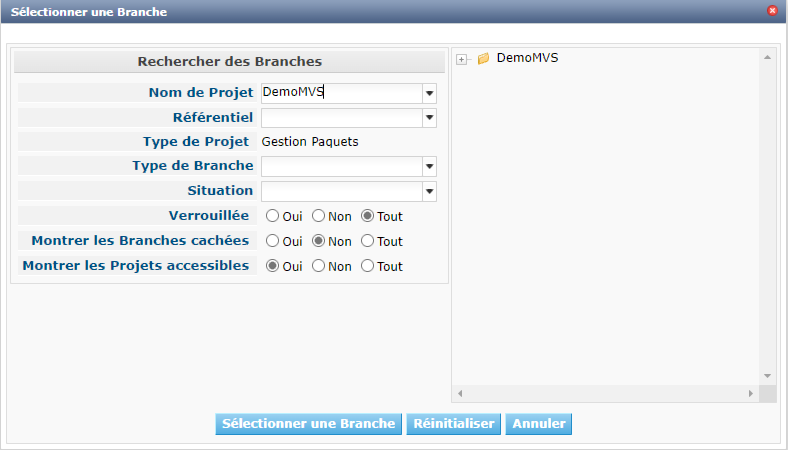 Sélectionner une Branche
Rechercher des Branches
Nom de Projet DemoMVS
Référentiel
Type de Projet Gestion Paquets
Type de Branche
Situation
Verrouillée Oui Non Tout
Montrer les Branches cachées Oui Non Tout
Montrer les Projets accessibles Oui Non Tout
DemoMVS
Sélectionner une Branche Réinitialiser Annuler